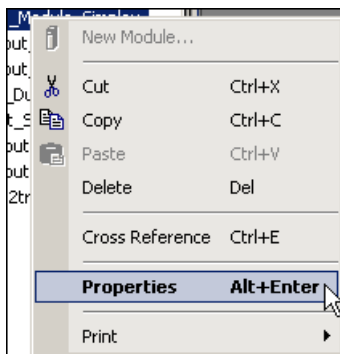 New Module...
Cut Ctrl+X
Copy Ctrl+C
Paste Ctrl+V
Delete Del
Cross Reference Ctrl+E
Properties Alt+Enter
Print